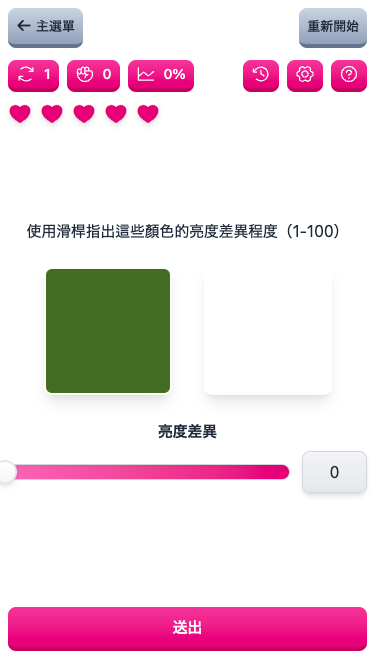 主選單
重新開始
1
0
0%
使用滑桿指出這些顏色的亮度差異程度（1-100）
亮度差異
0
送出